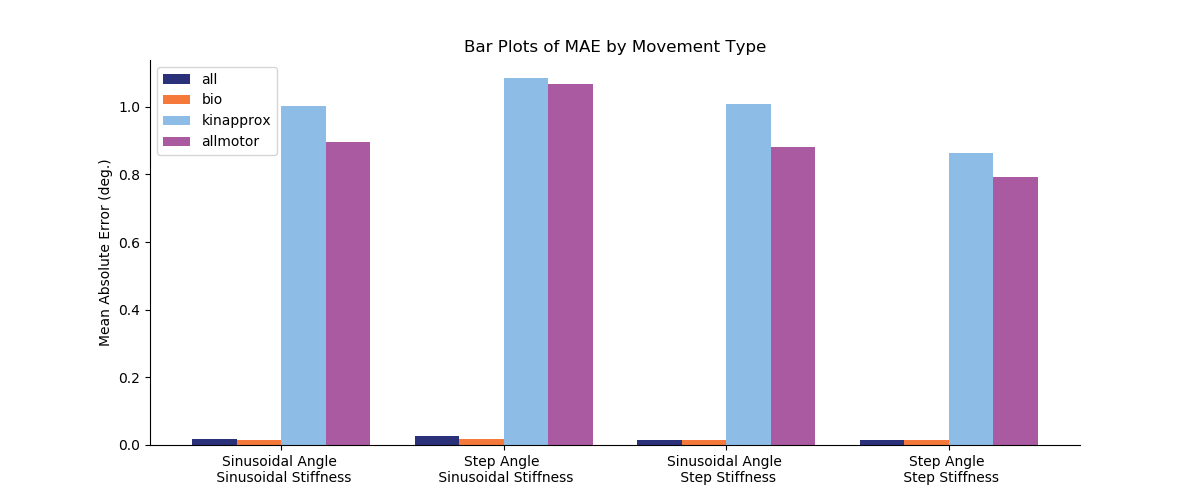 Bar Plots of MAE by Movement Type
all
bio
kinapprox
allmotor
Mean Absolute Error (deg.)
1.0
0.8
0.6
0.4
0.2
0.0
Sinusoidal Angle
Sinusoidal Stiffness
Step Angle
Sinusoidal Stiffness
Sinusoidal Angle
Step Stiffness
Step Angle
Step Stiffness